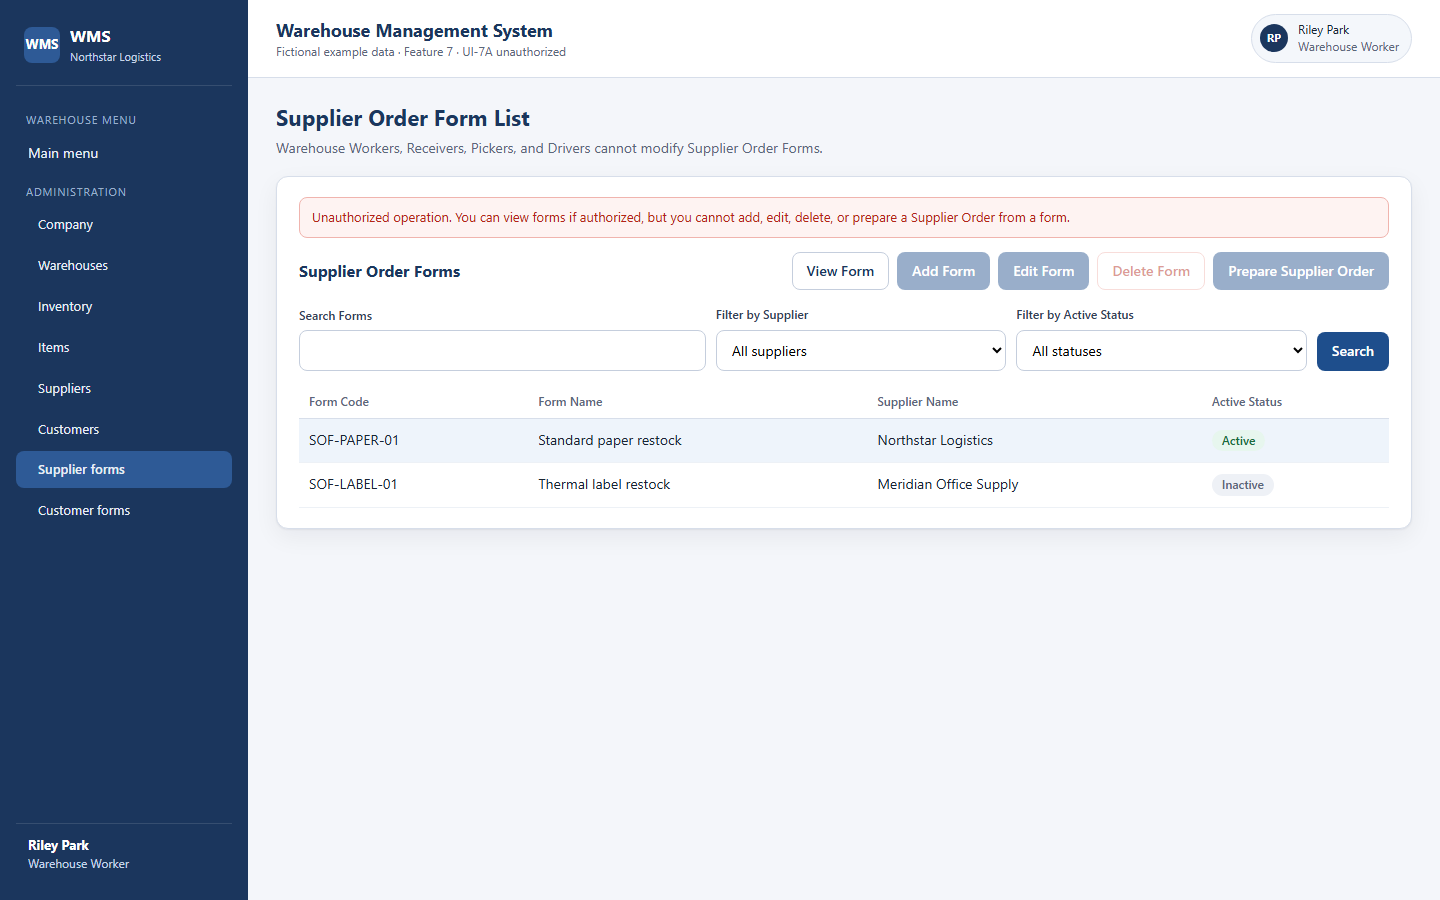 WMS
WMS
Northstar Logistics
WAREHOUSE MENU
Main menu
ADMINISTRATION
Company
Warehouses
Inventory
Items
Suppliers
Customers
Supplier forms
Customer forms
Riley Park
Warehouse Worker
Warehouse Management System
Fictional example data · Feature 7 · UI-7A unauthorized
RP
Riley Park
Warehouse Worker
Supplier Order Form List
Warehouse Workers, Receivers, Pickers, and Drivers cannot modify Supplier Order Forms.
Unauthorized operation. You can view forms if authorized, but you cannot add, edit, delete, or prepare a Supplier Order from a form.
Supplier Order Forms
View Form
Add Form
Edit Form
Delete Form
Prepare Supplier Order
Search Forms
Filter by Supplier
Filter by Active Status
All suppliers
All statuses
Search
Form Code Form Name Supplier Name Active Status
SOF-PAPER-01 Standard paper restock Northstar Logistics Active
SOF-LABEL-01 Thermal label restock Meridian Office Supply Inactive